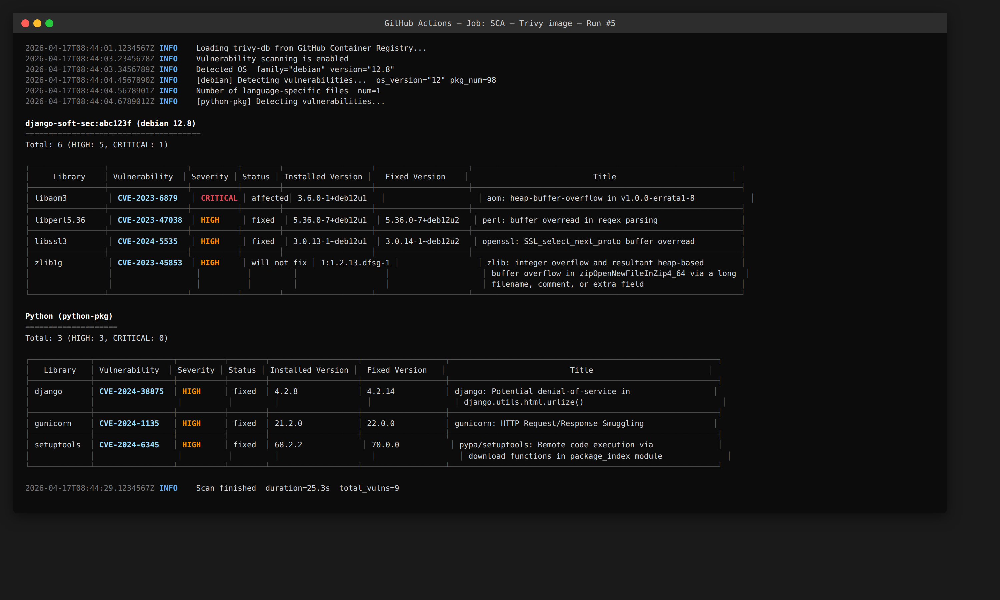 GitHub Actions — Job: SCA — Trivy image — Run #5
2026-04-17T08:44:01.1234567Z INFO    Loading trivy-db from GitHub Container Registry...
2026-04-17T08:44:03.2345678Z INFO    Vulnerability scanning is enabled
2026-04-17T08:44:03.3456789Z INFO    Detected OS  family="debian" version="12.8"
2026-04-17T08:44:04.4567890Z INFO    [debian] Detecting vulnerabilities...  os_version="12" pkg_num=98
2026-04-17T08:44:04.5678901Z INFO    Number of language-specific files  num=1
2026-04-17T08:44:04.6789012Z INFO    [python-pkg] Detecting vulnerabilities...
django-soft-sec:abc123f (debian 12.8)
======================================
Total: 6 (HIGH: 5, CRITICAL: 1)
│ Library │ Vulnerability │ Severity │ Status │ Installed Version │ Fixed Version │ Title │
│ libaom3 │ CVE-2023-6879 │ CRITICAL │ affected│ 3.6.0-1+deb12u1 │ │ aom: heap-buffer-overflow in v1.0.0-errata1-8 │
│ libperl5.36 │ CVE-2023-47038 │ HIGH │ fixed │ 5.36.0-7+deb12u1 │ 5.36.0-7+deb12u2 │ perl: buffer overread in regex parsing │
│ libssl3 │ CVE-2024-5535 │ HIGH │ fixed │ 3.0.13-1~deb12u1 │ 3.0.14-1~deb12u2 │ openssl: SSL_select_next_proto buffer overread │
│ zlib1g │ CVE-2023-45853 │ HIGH │ will_not_fix │ 1:1.2.13.dfsg-1 │ │ zlib: integer overflow and resultant heap-based │
│ │ │ │ │ │ │ buffer overflow in zipOpenNewFileInZip4_64 via a long │
│ │ │ │ │ │ │ filename, comment, or extra field │
Python (python-pkg)
====================
Total: 3 (HIGH: 3, CRITICAL: 0)
│ Library │ Vulnerability │ Severity │ Status │ Installed Version │ Fixed Version │ Title │
│ django │ CVE-2024-38875 │ HIGH │ fixed │ 4.2.8 │ 4.2.14 │ django: Potential denial-of-service in │
│ │ │ │ │ │ │ django.utils.html.urlize() │
│ gunicorn │ CVE-2024-1135 │ HIGH │ fixed │ 21.2.0 │ 22.0.0 │ gunicorn: HTTP Request/Response Smuggling │
│ setuptools │ CVE-2024-6345 │ HIGH │ fixed │ 68.2.2 │ 70.0.0 │ pypa/setuptools: Remote code execution via │
│ │ │ │ │ │ │ download functions in package_index module │
2026-04-17T08:44:29.1234567Z INFO    Scan finished  duration=25.3s  total_vulns=9